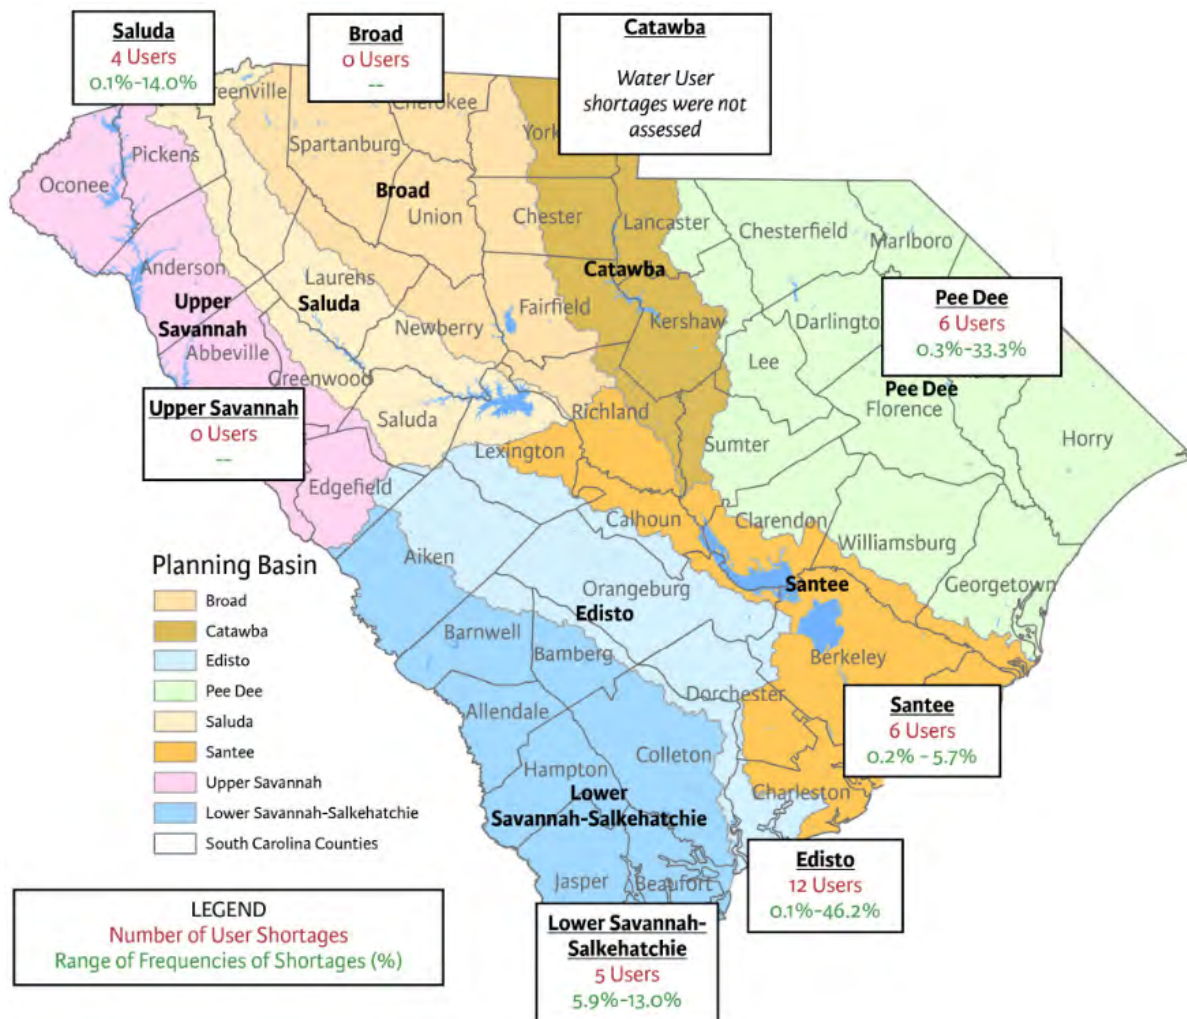 Saluda
4 Users
0.1%-14.0%
Broad
0 Users
--
Catawba
Water User
shortages were not
assessed
Cherokee
York
Pickens
Spartanburg
Oconee
Broad
Union
Chester
Lancaster
Chesterfield
Marlboro
Anderson
Laurens
Catawba
Upper
Savannah
Saluda
Fairfield
Kershaw
Pee Dee
6 Users
0.3%-33.3%
Darlington
Newberry
Abbeville
Lee
Pee Dee
Greenwood
Florence
Upper Savannah
0 Users
--
Saluda
Richland
Horry
Lexington
Sumter
Edgefield
Calhoun
Clarendon
Williamsburg
Aiken
Planning Basin
Orangeburg
Santee
Georgetown
Broad
Edisto
Catawba
Barnwell
Bamberg
Berkeley
Edisto
Pee Dee
Dorchester
Saluda
Allendale
Santee
6 Users
0.2% - 5.7%
Santee
Colleton
Upper Savannah
Hampton
Charleston
Lower Savannah-Salkehatchie
Lower
Savannah-Salkehatchie
South Carolina Counties
Edisto
12 Users
0.1%-46.2%
Jasper
Beaufort
LEGEND
Number of User Shortages
Range of Frequencies of Shortages (%)
Lower Savannah-
Salkehatchie
5 Users
5.9%-13.0%